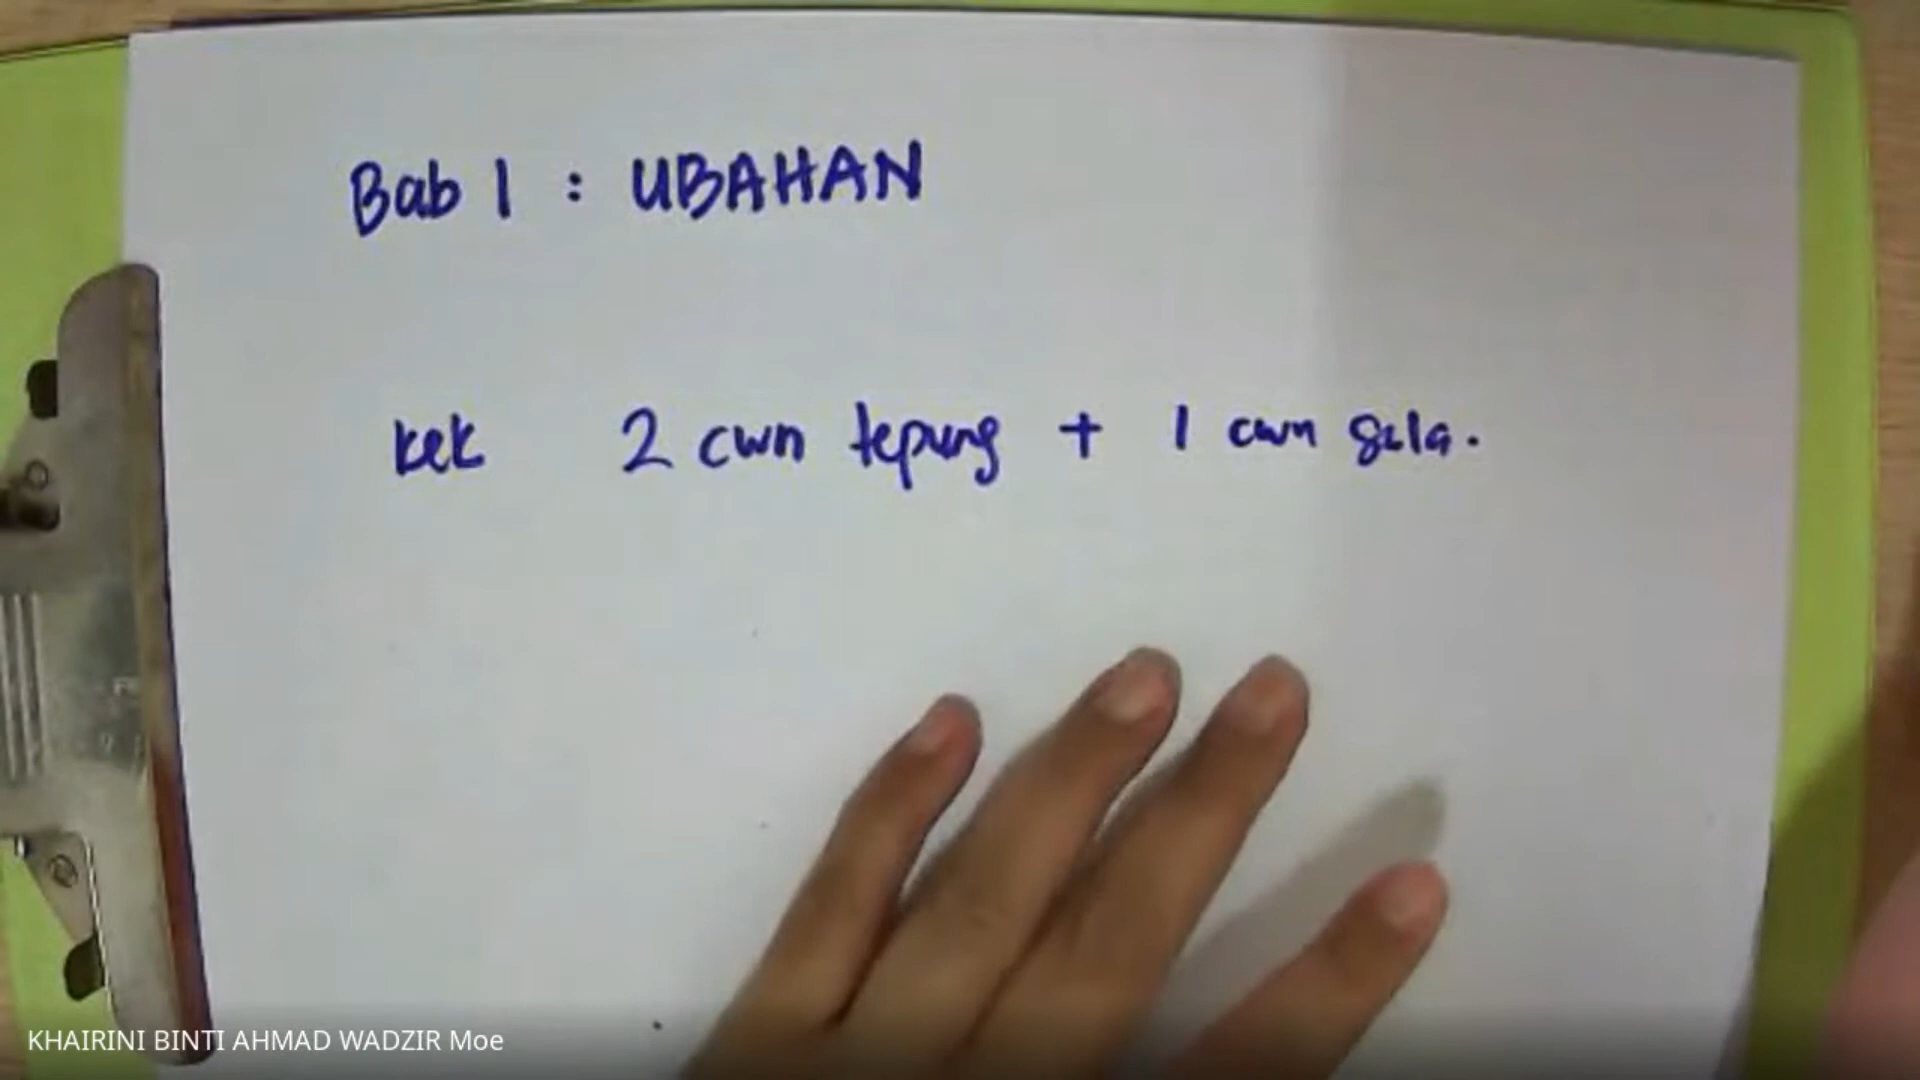 Bab 1 : UBAHAN
kek 2 cwn tepung + 1 cwn gula.
KHAIRINI BINTI AHMAD WADZIR Moe